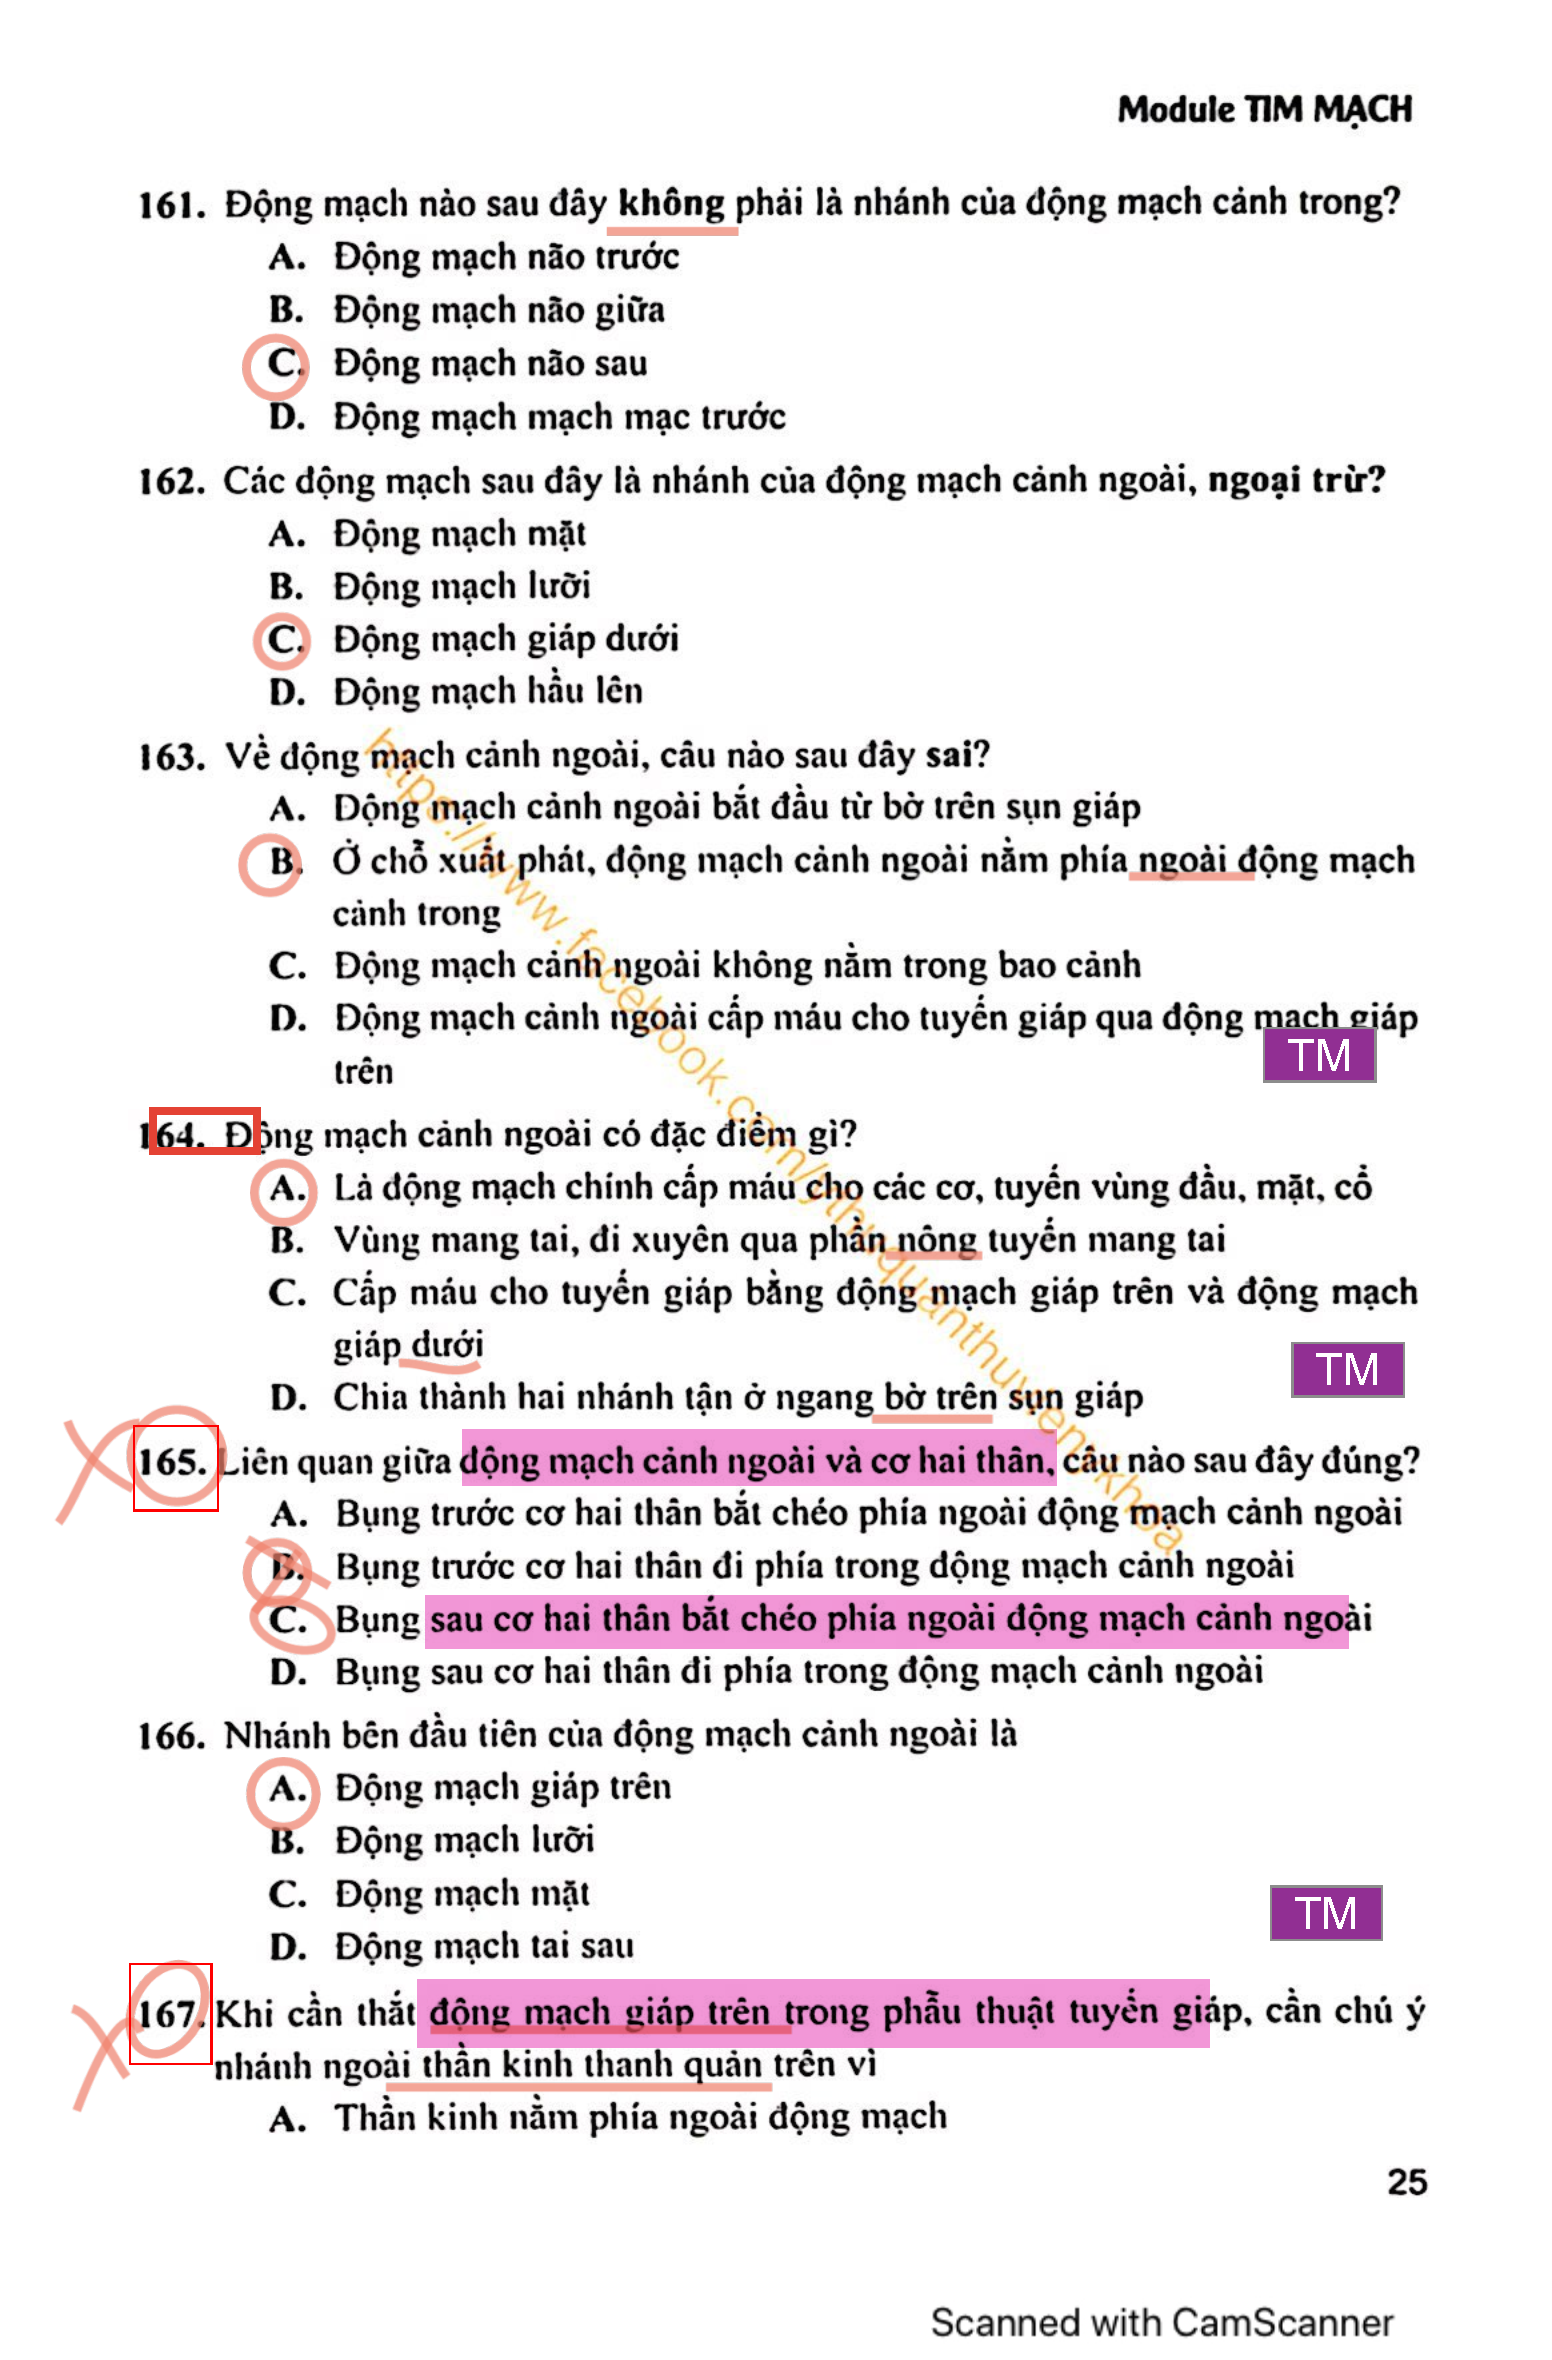 Module TIM MẠCH
161. Động mạch nào sau đây không phải là nhánh của động mạch cảnh trong?
A. Động mạch não trước
B. Động mạch não giữa
C. Động mạch não sau
D. Động mạch mạch mạc trước
162. Các động mạch sau đây là nhánh của động mạch cảnh ngoài, ngoại trừ?
A. Động mạch mặt
B. Động mạch lưỡi
C. Động mạch giáp dưới
D. Động mạch hầu lên
163. Về động mạch cảnh ngoài, câu nào sau đây sai?
A. Động mạch cảnh ngoài bắt đầu từ bờ trên sụn giáp
B. Ở chỗ xuất phát, động mạch cảnh ngoài nằm phía ngoài động mạch
cảnh trong
C. Động mạch cảnh ngoài không nằm trong bao cảnh
D. Động mạch cảnh ngoài cấp máu cho tuyến giáp qua động mạch giáp
TM
trên
164. Động mạch cảnh ngoài có đặc điểm gì?
A. Là động mạch chính cấp máu cho các cơ, tuyến vùng đầu, mặt, cổ
B. Vùng mang tai, đi xuyên qua phần nông tuyến mang tai
C. Cấp máu cho tuyến giáp bằng động mạch giáp trên và động mạch
giáp dưới
TM
D. Chia thành hai nhánh tận ở ngang bờ trên sụn giáp
165. Liên quan giữa động mạch cảnh ngoài và cơ hai thân, câu nào sau đây đúng?
A. Bụng trước cơ hai thân bắt chéo phía ngoài động mạch cảnh ngoài
B. Bụng trước cơ hai thân đi phía trong động mạch cảnh ngoài
C. Bụng sau cơ hai thân bắt chéo phía ngoài động mạch cảnh ngoài
D. Bụng sau cơ hai thân đi phía trong động mạch cảnh ngoài
166. Nhánh bên đầu tiên của động mạch cảnh ngoài là
A. Động mạch giáp trên
B. Động mạch lưỡi
C. Động mạch mặt
TM
D. Động mạch tai sau
167. Khi cần thắt động mạch giáp trên trong phẫu thuật tuyến giáp, cần chú ý
nhánh ngoài thần kinh thanh quản trên vì
A. Thần kinh nằm phía ngoài động mạch
25
https://www.facebook.com/ythuquanthuvienykhoa
Scanned with CamScanner